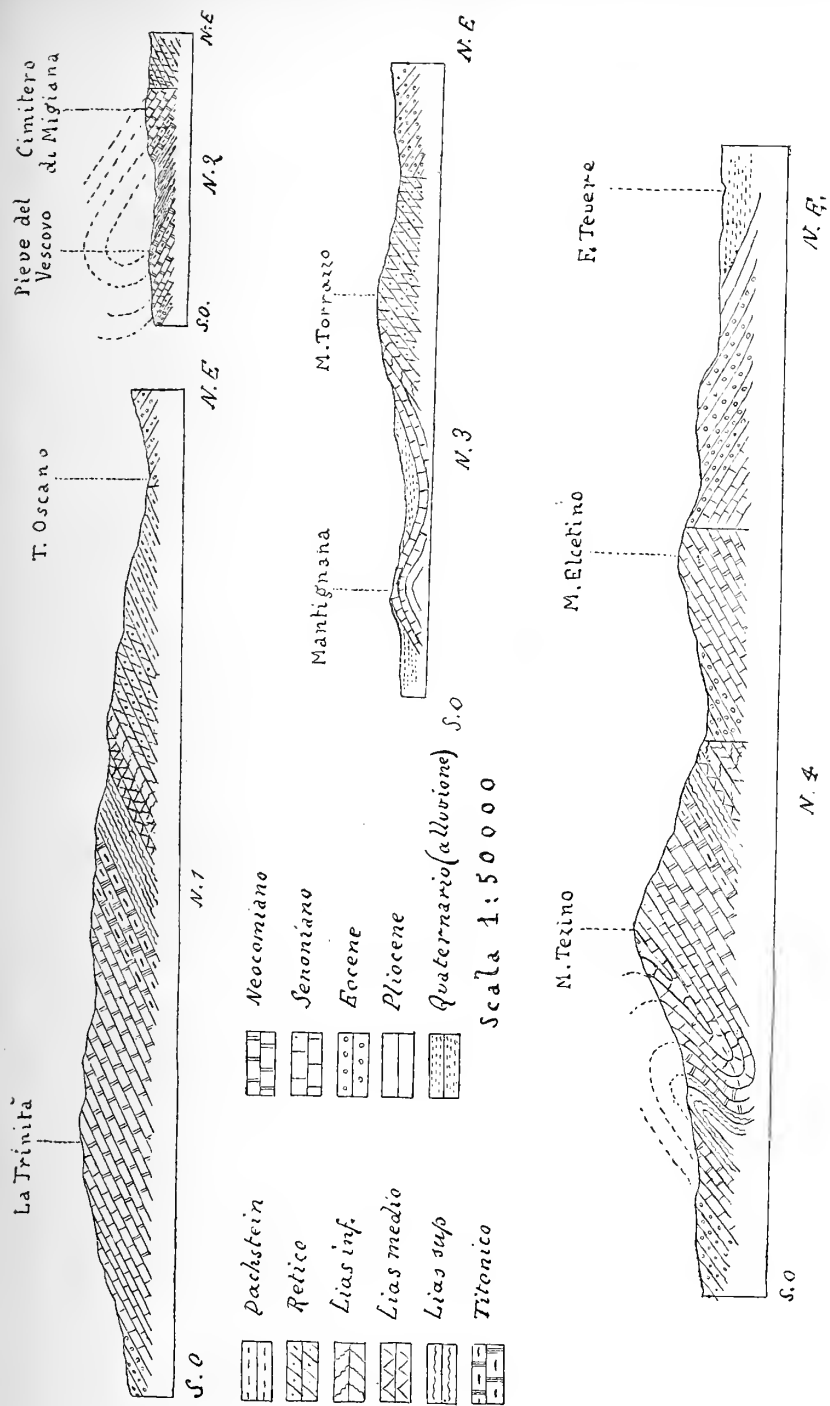 La Trinità
T. Oscano
S.O
N.E
N.1
Pieve del
Vescovo
Cimitero
di Migiana
S.O.
N.E
N.2
Mantignana
M. Torrazzo
S.O
N.E
N.3
Dachstein
Retico
Lias inf.
Lias medio
Lias sup
Titonico
Neocomiano
Senoniano
Eocene
Pliocene
Quaternario (alluvione)
Scala 1:50000
M. Tezino
M. Elcetino
F. Tevere
S.O
N.E.
N.4